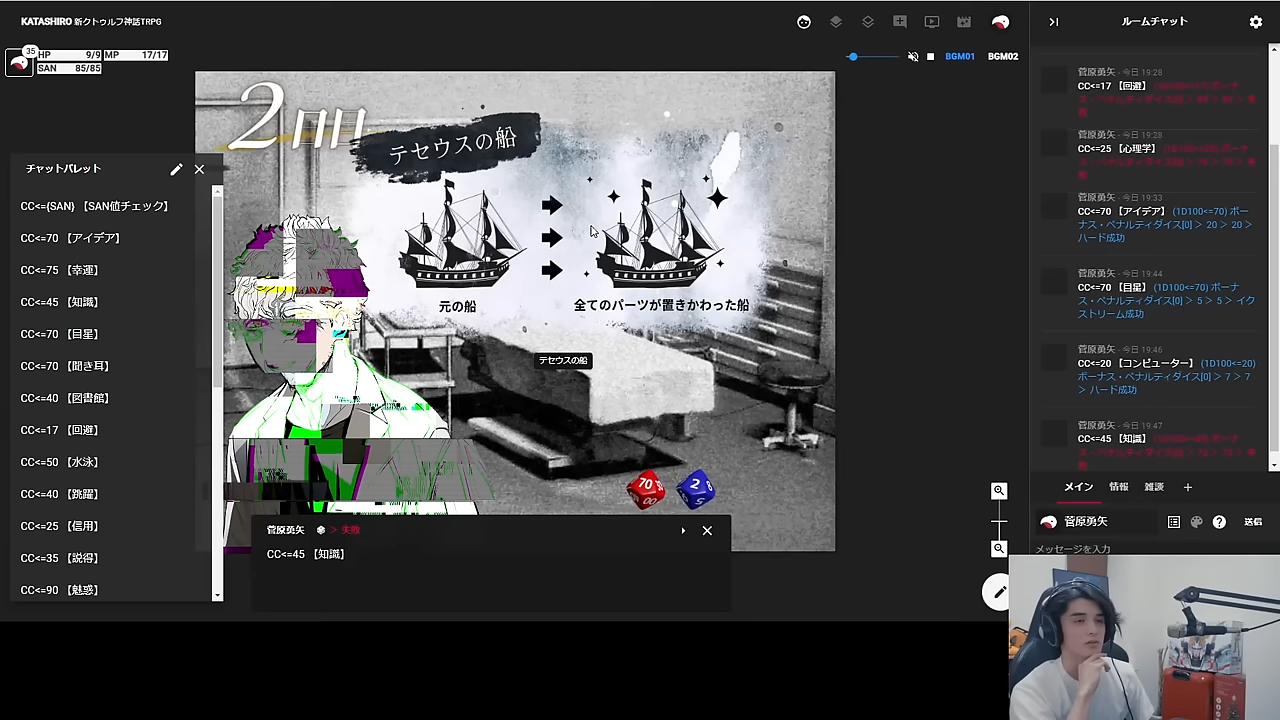 KATASHIRO 新クトゥルフ神話TRPG
35
HP 9/9 MP 17/17
SAN 85/85
BGM01
BGM02
2日目
テセウスの船
元の船
全てのパーツが置きかわった船
テセウスの船
チャットパレット
CC<={SAN} 【SAN値チェック】
CC<=70 【アイデア】
CC<=75 【幸運】
CC<=45 【知識】
CC<=70 【目星】
CC<=70 【聞き耳】
CC<=40 【図書館】
CC<=17 【回避】
CC<=50 【水泳】
CC<=40 【跳躍】
CC<=25 【信用】
CC<=35 【説得】
CC<=90 【魅惑】
70
00
2
8
5
菅原勇矢 > 失敗
CC<=45 【知識】
ルームチャット
菅原勇矢 - 今日 19:28
CC<=17 【回避】
菅原勇矢 - 今日 19:28
CC<=25 【心理学】
菅原勇矢 - 今日 19:33
CC<=70 【アイデア】 (1D100<=70) ボー
ナス・ペナルティダイス[0] > 20 > 20 >
ハード成功
菅原勇矢 - 今日 19:44
CC<=70 【目星】 (1D100<=70) ボーナ
ス・ペナルティダイス[0] > 5 > 5 > イク
ストリーム成功
菅原勇矢 - 今日 19:46
CC<=20 【コンピューター】 (1D100<=20)
ボーナス・ペナルティダイス[0] > 7 > 7
> ハード成功
菅原勇矢 - 今日 19:47
CC<=45 【知識】
メイン
情報
雑談
菅原勇矢
送信
メッセージを入力